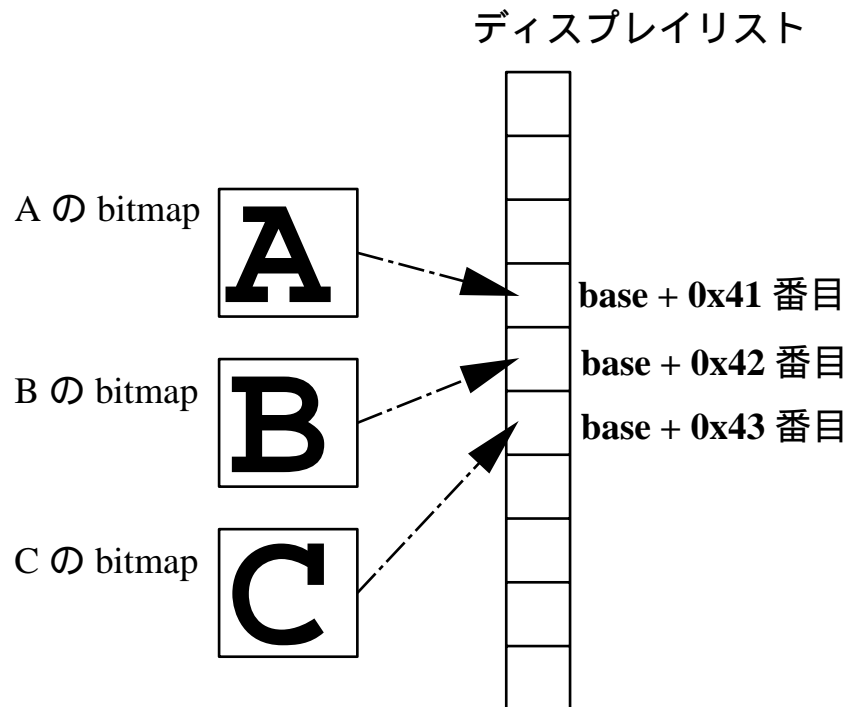 ディスプレイリスト
A の bitmap
A
base + 0x41 番目
B の bitmap
B
base + 0x42 番目
base + 0x43 番目
C の bitmap
C